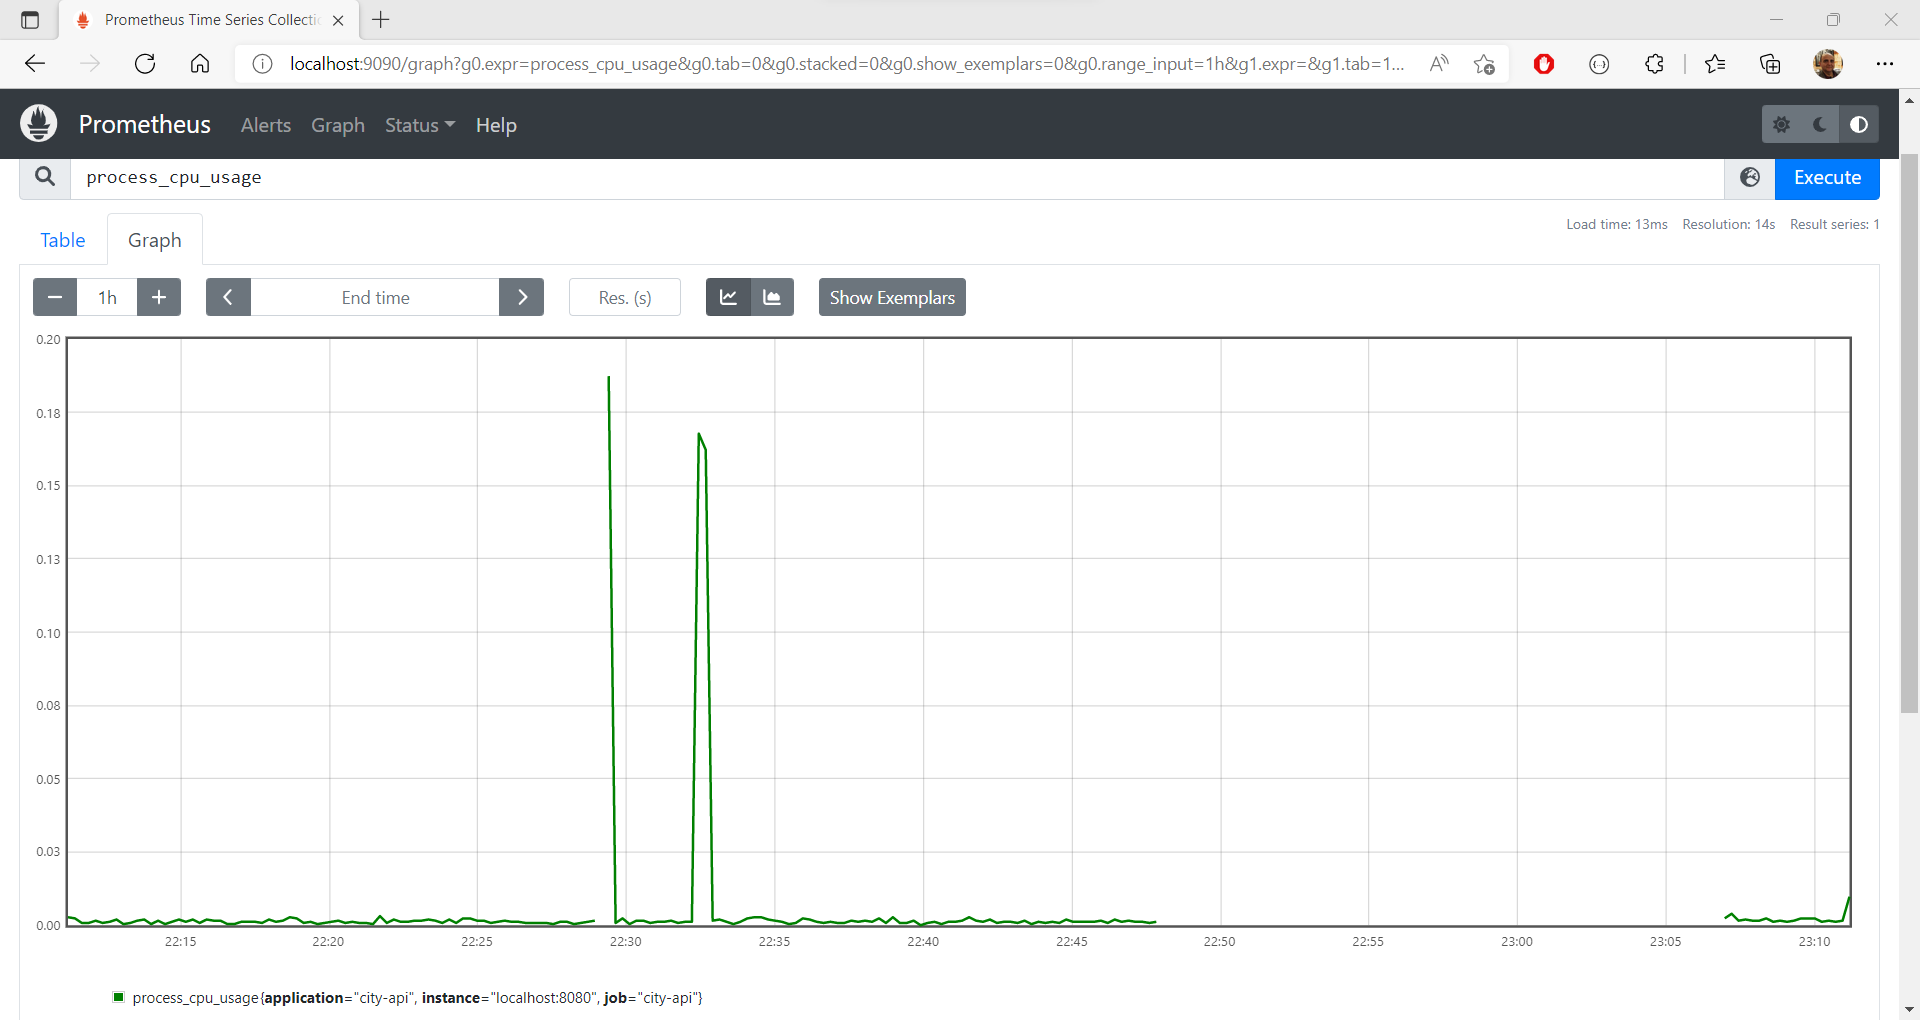 Prometheus Time Series Collectic
localhost:9090/graph?g0.expr=process_cpu_usage&g0.tab=0&g0.stacked=0&g0.show_exemplars=0&g0.range_input=1h&g1.expr=&g1.tab=1...
Prometheus Alerts Graph Status Help
process_cpu_usage Execute
Load time: 13ms Resolution: 14s Result series: 1
Table Graph
1h End time Res. (s) Show Exemplars
0.20
0.18
0.15
0.13
0.10
0.08
0.05
0.03
0.00
22:15 22:20 22:25 22:30 22:35 22:40 22:45 22:50 22:55 23:00 23:05 23:10
process_cpu_usage{application="city-api", instance="localhost:8080", job="city-api"}